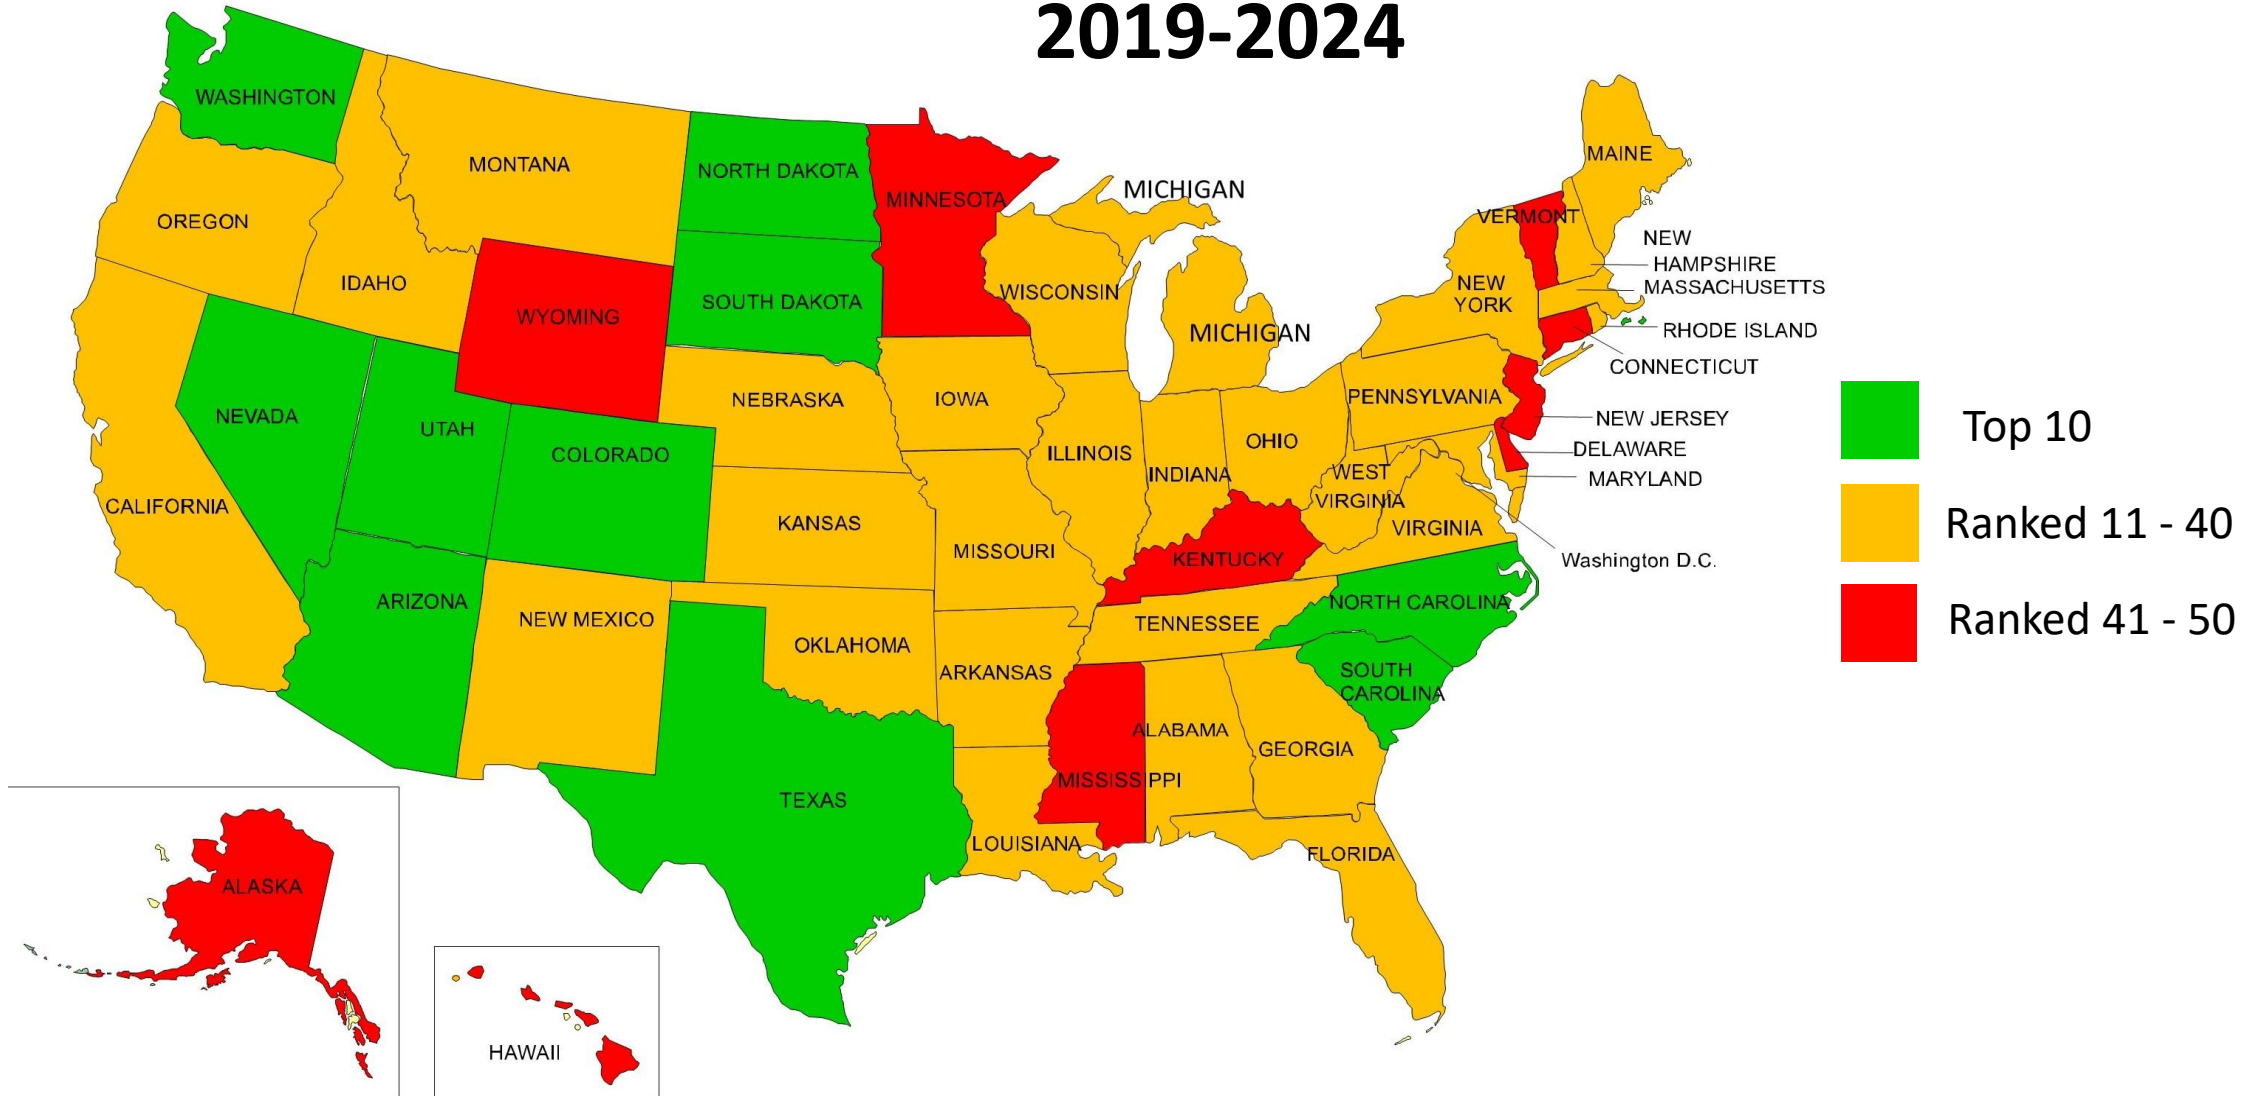 2019-2024
WASHINGTON
MONTANA
NORTH DAKOTA
MINNESOTA
MICHIGAN
MAINE
OREGON
VERMONT
NEW
HAMPSHIRE
IDAHO
WYOMING
SOUTH DAKOTA
WISCONSIN
MICHIGAN
NEW
YORK
MASSACHUSETTS
RHODE ISLAND
CONNECTICUT
NEVADA
UTAH
COLORADO
NEBRASKA
IOWA
ILLINOIS
INDIANA
OHIO
PENNSYLVANIA
NEW JERSEY
DELAWARE
MARYLAND
Top 10
CALIFORNIA
KANSAS
MISSOURI
KENTUCKY
WEST
VIRGINIA
VIRGINIA
Washington D.C.
Ranked 11 - 40
ARIZONA
NEW MEXICO
OKLAHOMA
ARKANSAS
TENNESSEE
NORTH CAROLINA
Ranked 41 - 50
SOUTH
CAROLINA
TEXAS
LOUISIANA
MISSISSIPPI
ALABAMA
GEORGIA
FLORIDA
ALASKA
HAWAII